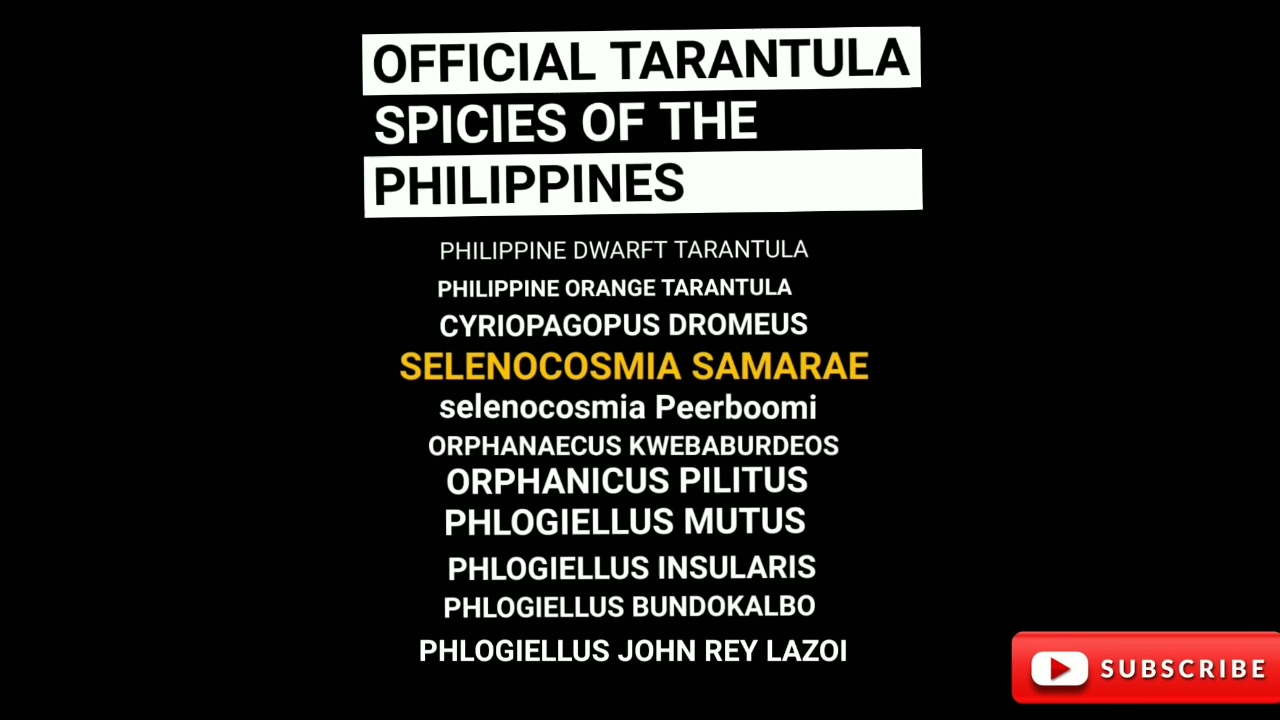 OFFICIAL TARANTULA
SPICIES OF THE
PHILIPPINES
PHILIPPINE DWARFT TARANTULA
PHILIPPINE ORANGE TARANTULA
CYRIOPAGOPUS DROMEUS
SELENOCOSMIA SAMARAE
selenocosmia Peerboomi
ORPHANAECUS KWEBABURDEOS
ORPHANICUS PILITUS
PHLOGIELLUS MUTUS
PHLOGIELLUS INSULARIS
PHLOGIELLUS BUNDOKALBO
PHLOGIELLUS JOHN REY LAZOI
SUBSCRIBE